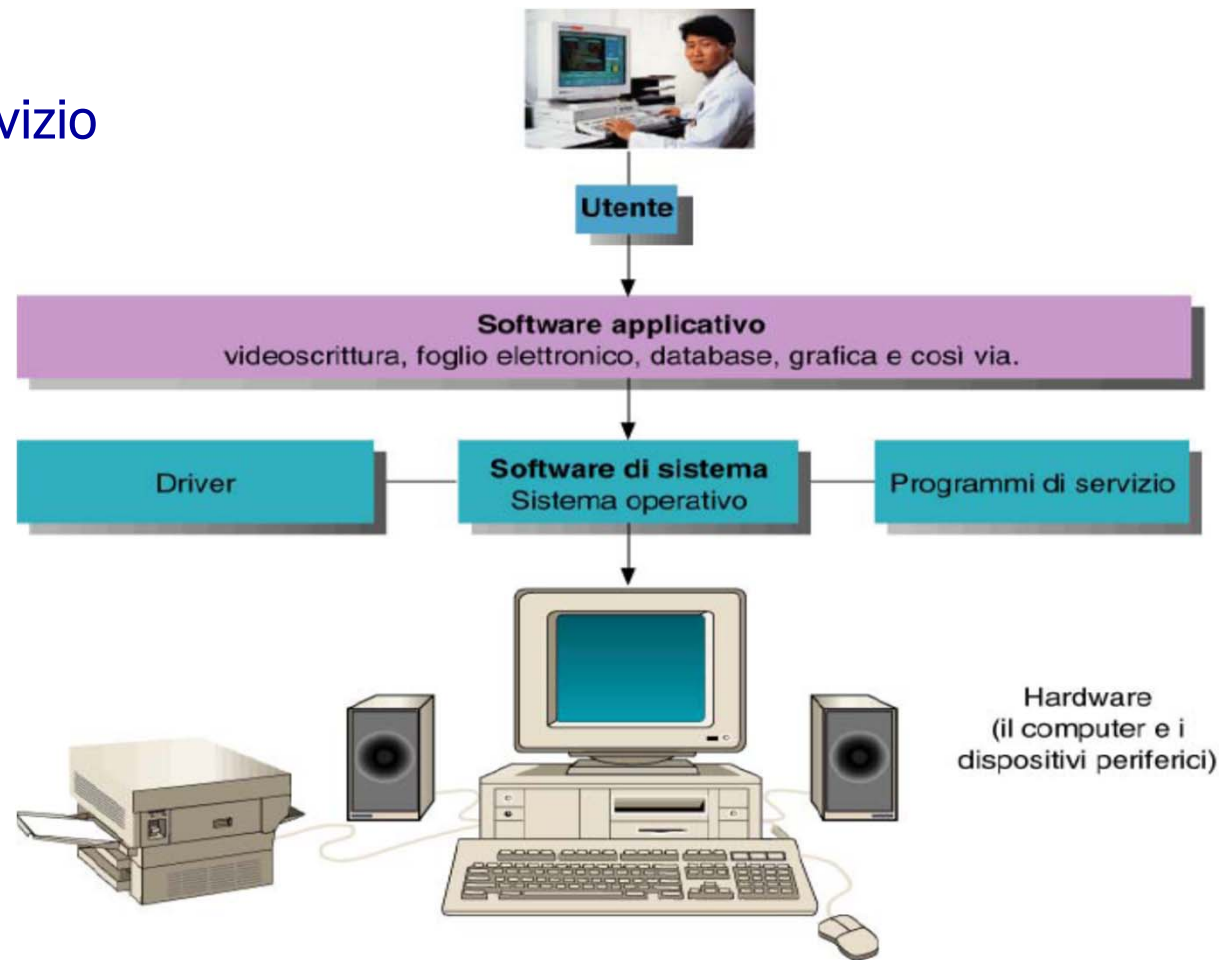 vizio
Utente
Software applicativo
videoscrittura, foglio elettronico, database, grafica e così via.
Driver
Software di sistema
Sistema operativo
Programmi di servizio
Hardware
(il computer e i
dispositivi periferici)